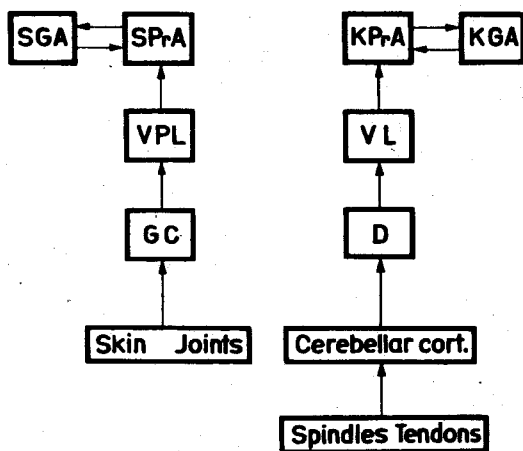 SGA SPrA KPrA KGA
VPL VL
GC D
Skin Joints Cerebellar cort.
Spindles Tendons